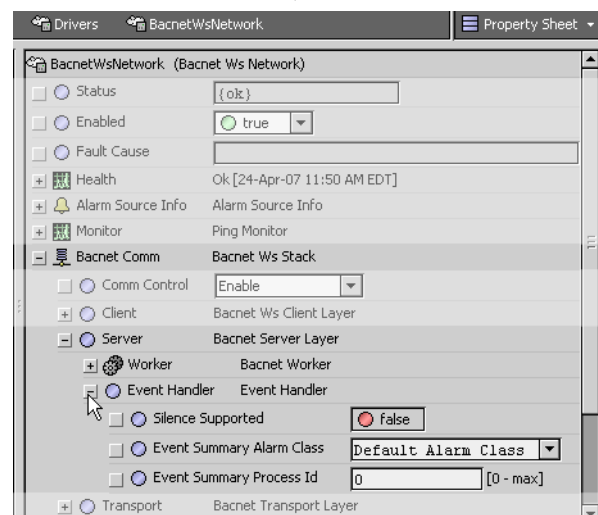 Drivers BacnetWsNetwork Property Sheet
BacnetWsNetwork (Bacnet Ws Network)
Status {ok}
Enabled true
Fault Cause
Health Ok [24-Apr-07 11:50 AM EDT]
Alarm Source Info Alarm Source Info
Monitor Ping Monitor
Bacnet Comm Bacnet Ws Stack
Comm Control Enable
Client Bacnet Ws Client Layer
Server Bacnet Server Layer
Worker Bacnet Worker
Event Handler Event Handler
Silence Supported false
Event Summary Alarm Class Default Alarm Class
Event Summary Process Id 0 [0 - max]
Transport Bacnet Transport Layer